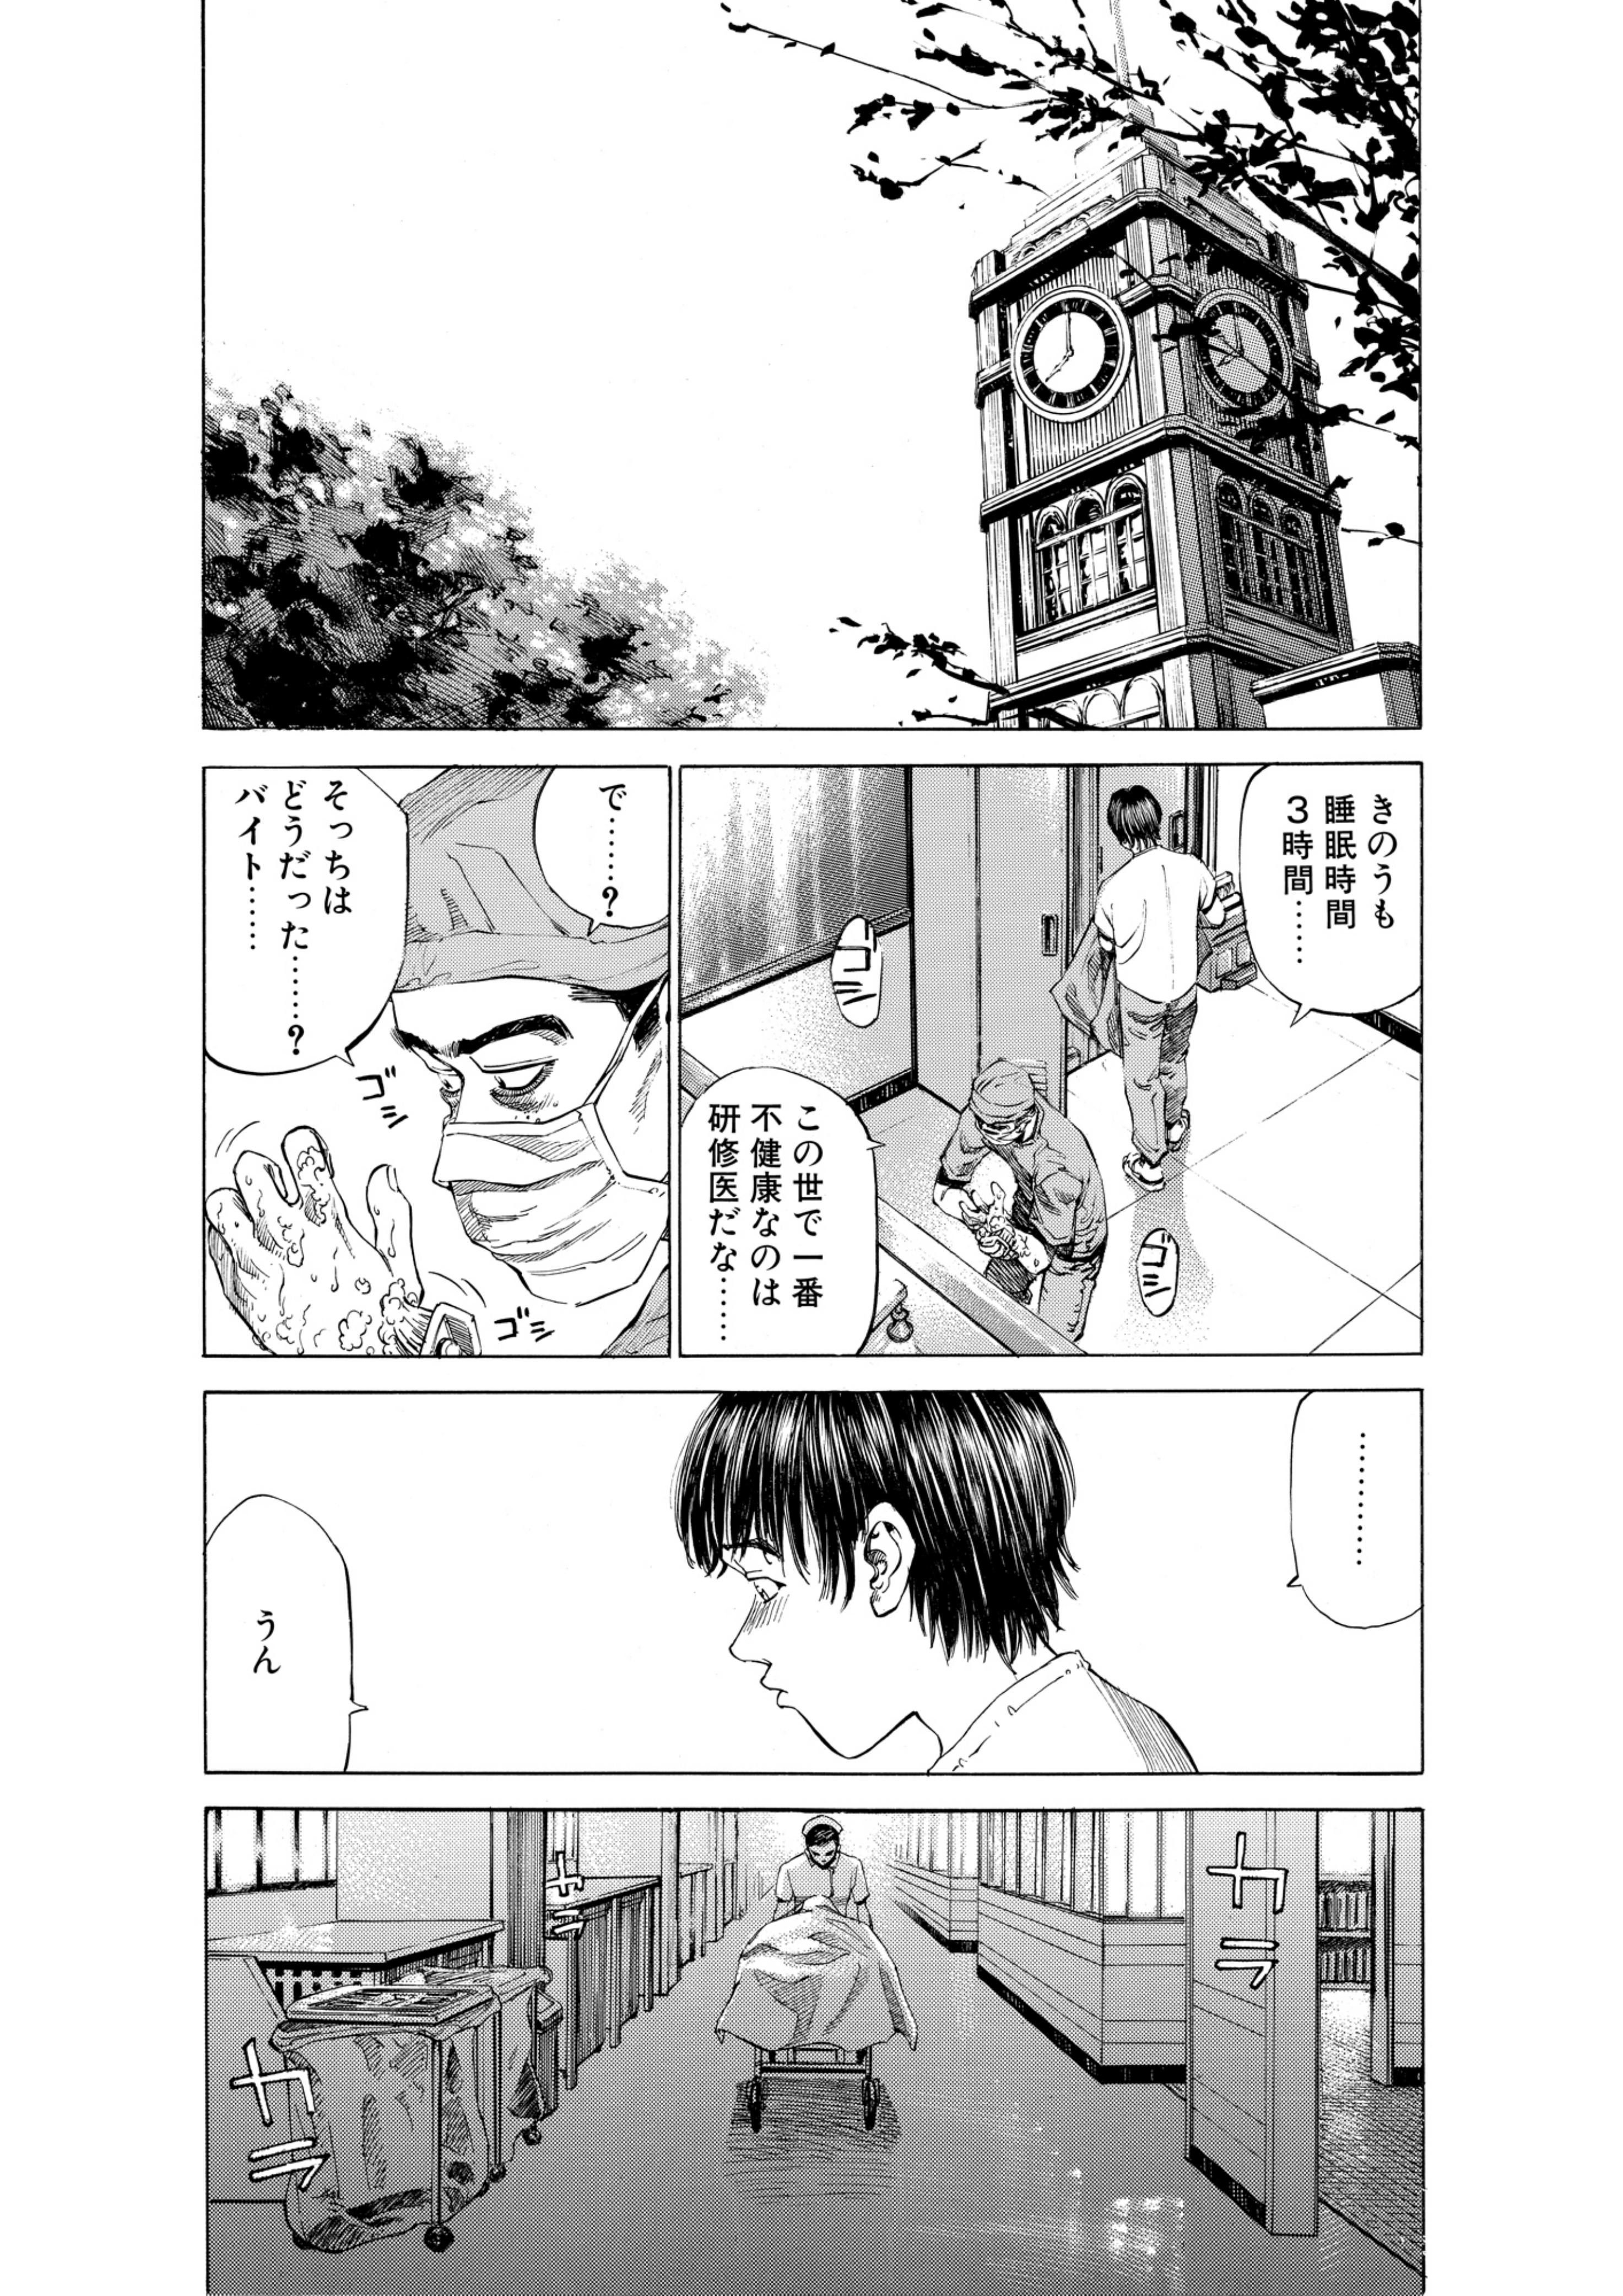 きのうも
睡眠時間
3時間……
ゴシ
ゴシ
この世で一番
不健康なのは
研修医だな……
で……?
そっちは
どうだった……?
バイト……
ゴシ
ゴシ
…………
うん
カラ
カラ
カラ